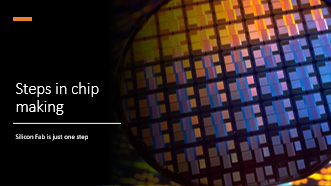 Steps in chip
making
Silicon Fab is just one step